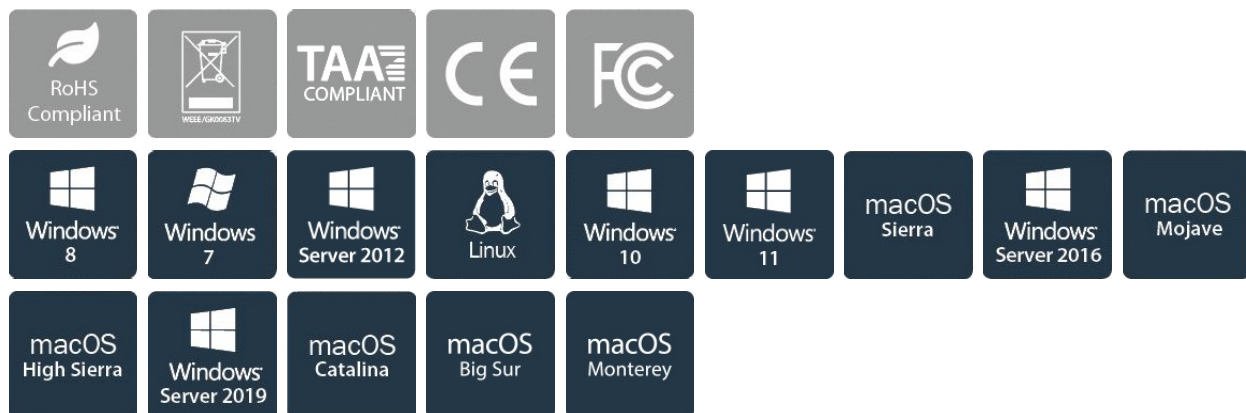 RoHS
Compliant
WEEE/GK0063TV
TAA
COMPLIANT
CE
FC
Windows
8
Windows
7
Windows
Server 2012
Linux
Windows
10
Windows
11
macOS
Sierra
Windows
Server 2016
macOS
Mojave
macOS
High Sierra
Windows
Server 2019
macOS
Catalina
macOS
Big Sur
macOS
Monterey